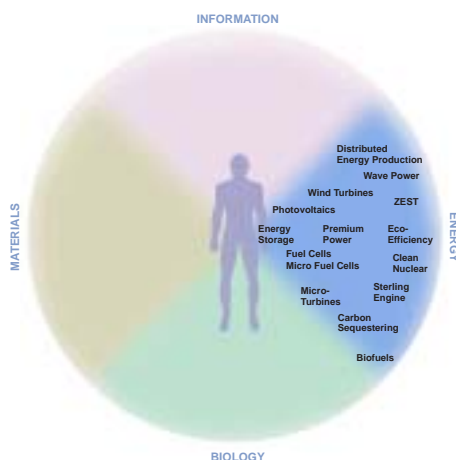 INFORMATION
MATERIALS
ENERGY
Distributed
Energy Production
Wave Power
Wind Turbines
ZEST
Photovoltaics
Energy
Storage
Premium
Power
Eco-
Efficiency
Fuel Cells
Micro Fuel Cells
Clean
Nuclear
Micro-
Turbines
Sterling
Engine
Carbon
Sequestering
Biofuels
BIOLOGY